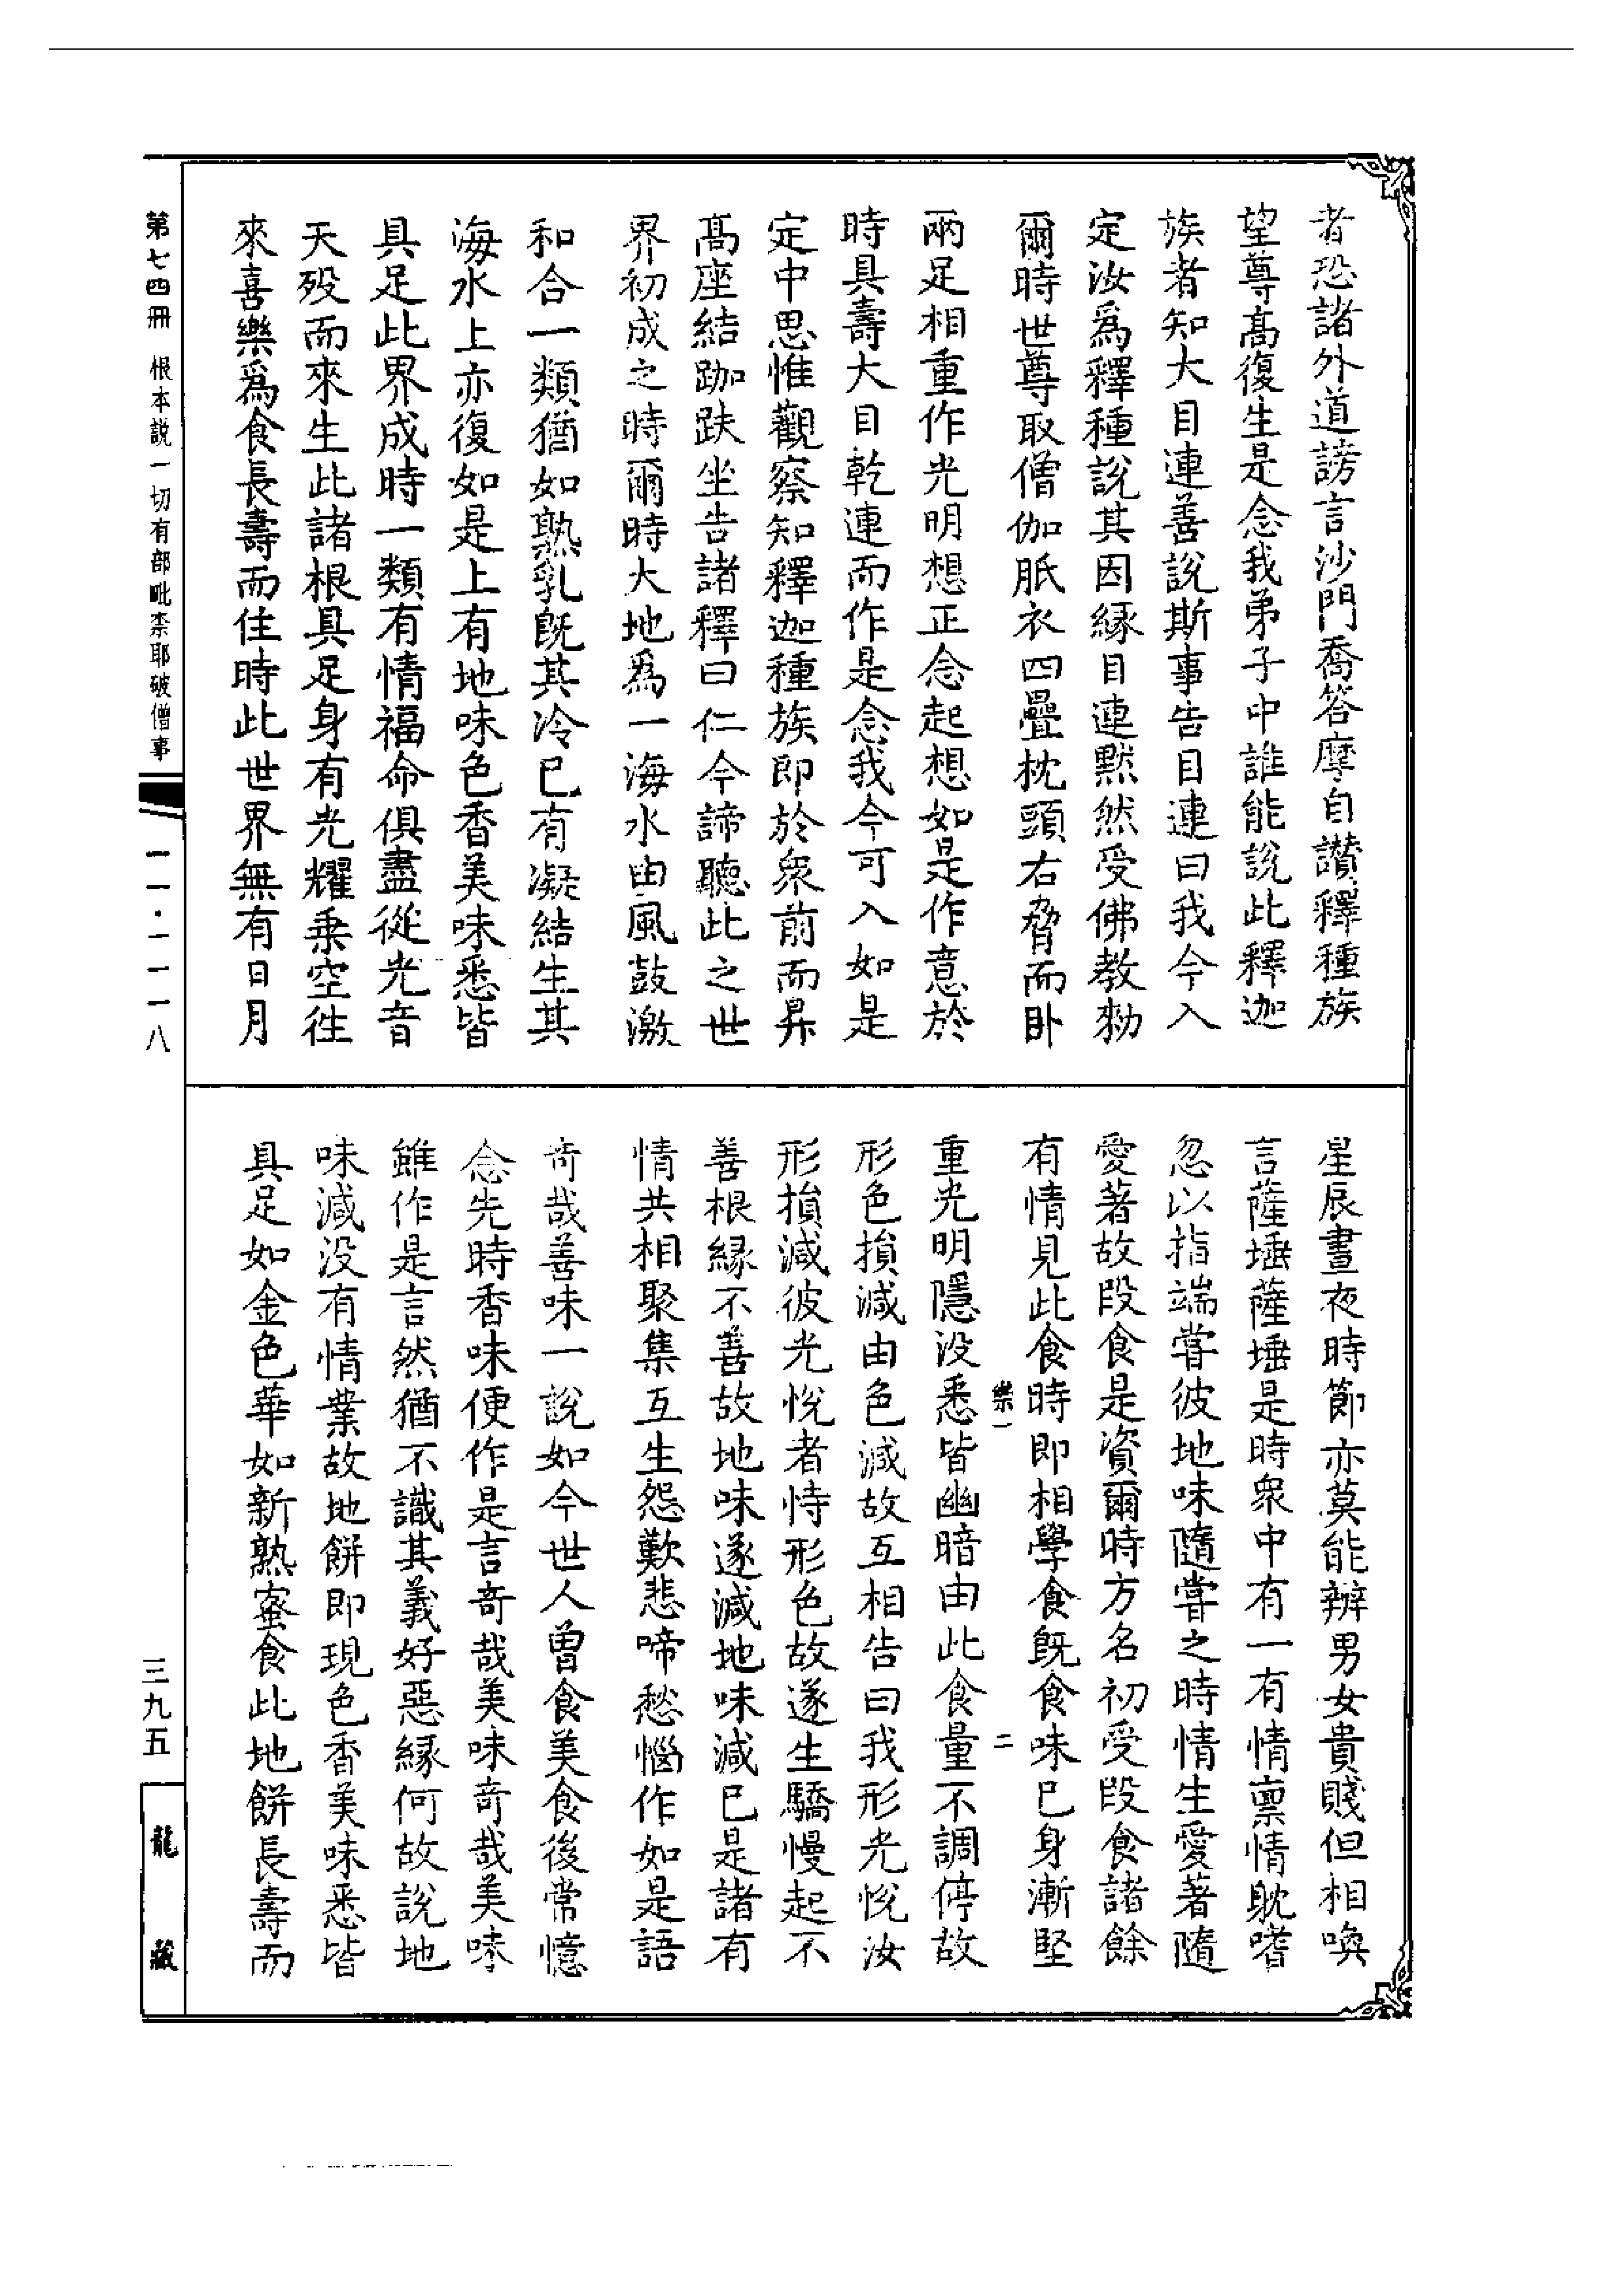 者恐諸外道謗言沙門喬答摩自讚釋種族
望尊髙復生是念我弟子中誰能說此釋迦
族者知大目連善說斯事告目連曰我今入
定汝爲釋種說其因緣目連黙然受佛教勑
爾時世尊取僧伽胝衣四疊枕頭右脅而卧
兩足相重作光明想正念起想如是作意於
時具壽大目乾連而作是念我今可入如是
定中思惟觀察知釋迦種族即於衆前而昇
髙座結跏趺坐告諸釋曰仁今諦聽此之世
界初成之時爾時大地爲一海水由風鼓激
和合一類猶如熟乳旣其冷巳有凝結生其
海水上亦復如是上有地味色香美味悉皆
具足此界成時一類有情福命俱盡從光音
天殁而來生此諸根具足身有光耀乗空徃
來喜樂爲食長壽而住時此世界無有日月
星辰晝夜時節亦莫能辨男女貴賤但相喚
言薩埵薩埵是時衆中有一有情禀情躭嗜
忽以指端嘗彼地味隨嘗之時情生愛著隨
愛著故段食是資爾時方名初受段食諸餘
有情見此食時即相學食旣食味巳身漸堅
樂一
二
重光明隱没悉皆幽暗由此食量不調停故
形色損減由色減故互相告曰我形光悅汝
形損減彼光悅者恃形色故遂生驕慢起不
善根緣不善故地味遂減地味減巳是諸有
情共相聚集互生怨歎悲啼愁惱作如是語
奇哉善味一說如今世人曽食美食後常憶
念先時香味便作是言奇哉美味奇哉美味
雖作是言然猶不識其義好惡緣何故說地
味減没有情業故地餅即現色香美味悉皆
具足如金色華如新熟蜜食此地餅長壽而
第七四冊 根本説一切有部毗柰耶破僧事
一一·一一一八
三九五
龍藏